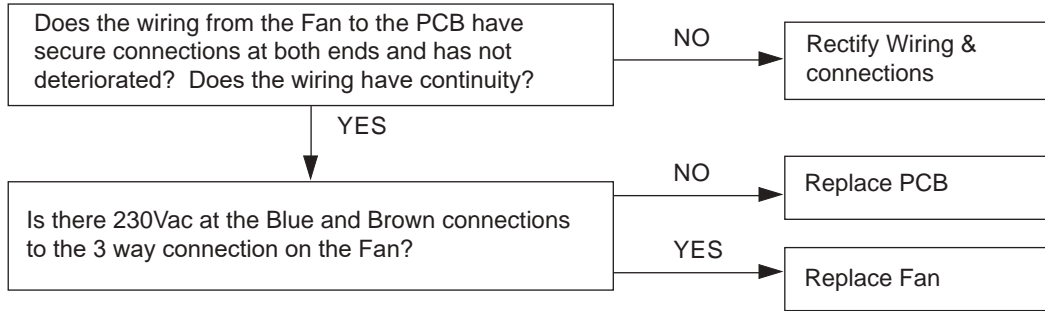 Does the wiring from the Fan to the PCB have
secure connections at both ends and has not
deteriorated? Does the wiring have continuity?
NO
Rectify Wiring &
connections
YES
Is there 230Vac at the Blue and Brown connections
to the 3 way connection on the Fan?
NO
Replace PCB
YES
Replace Fan